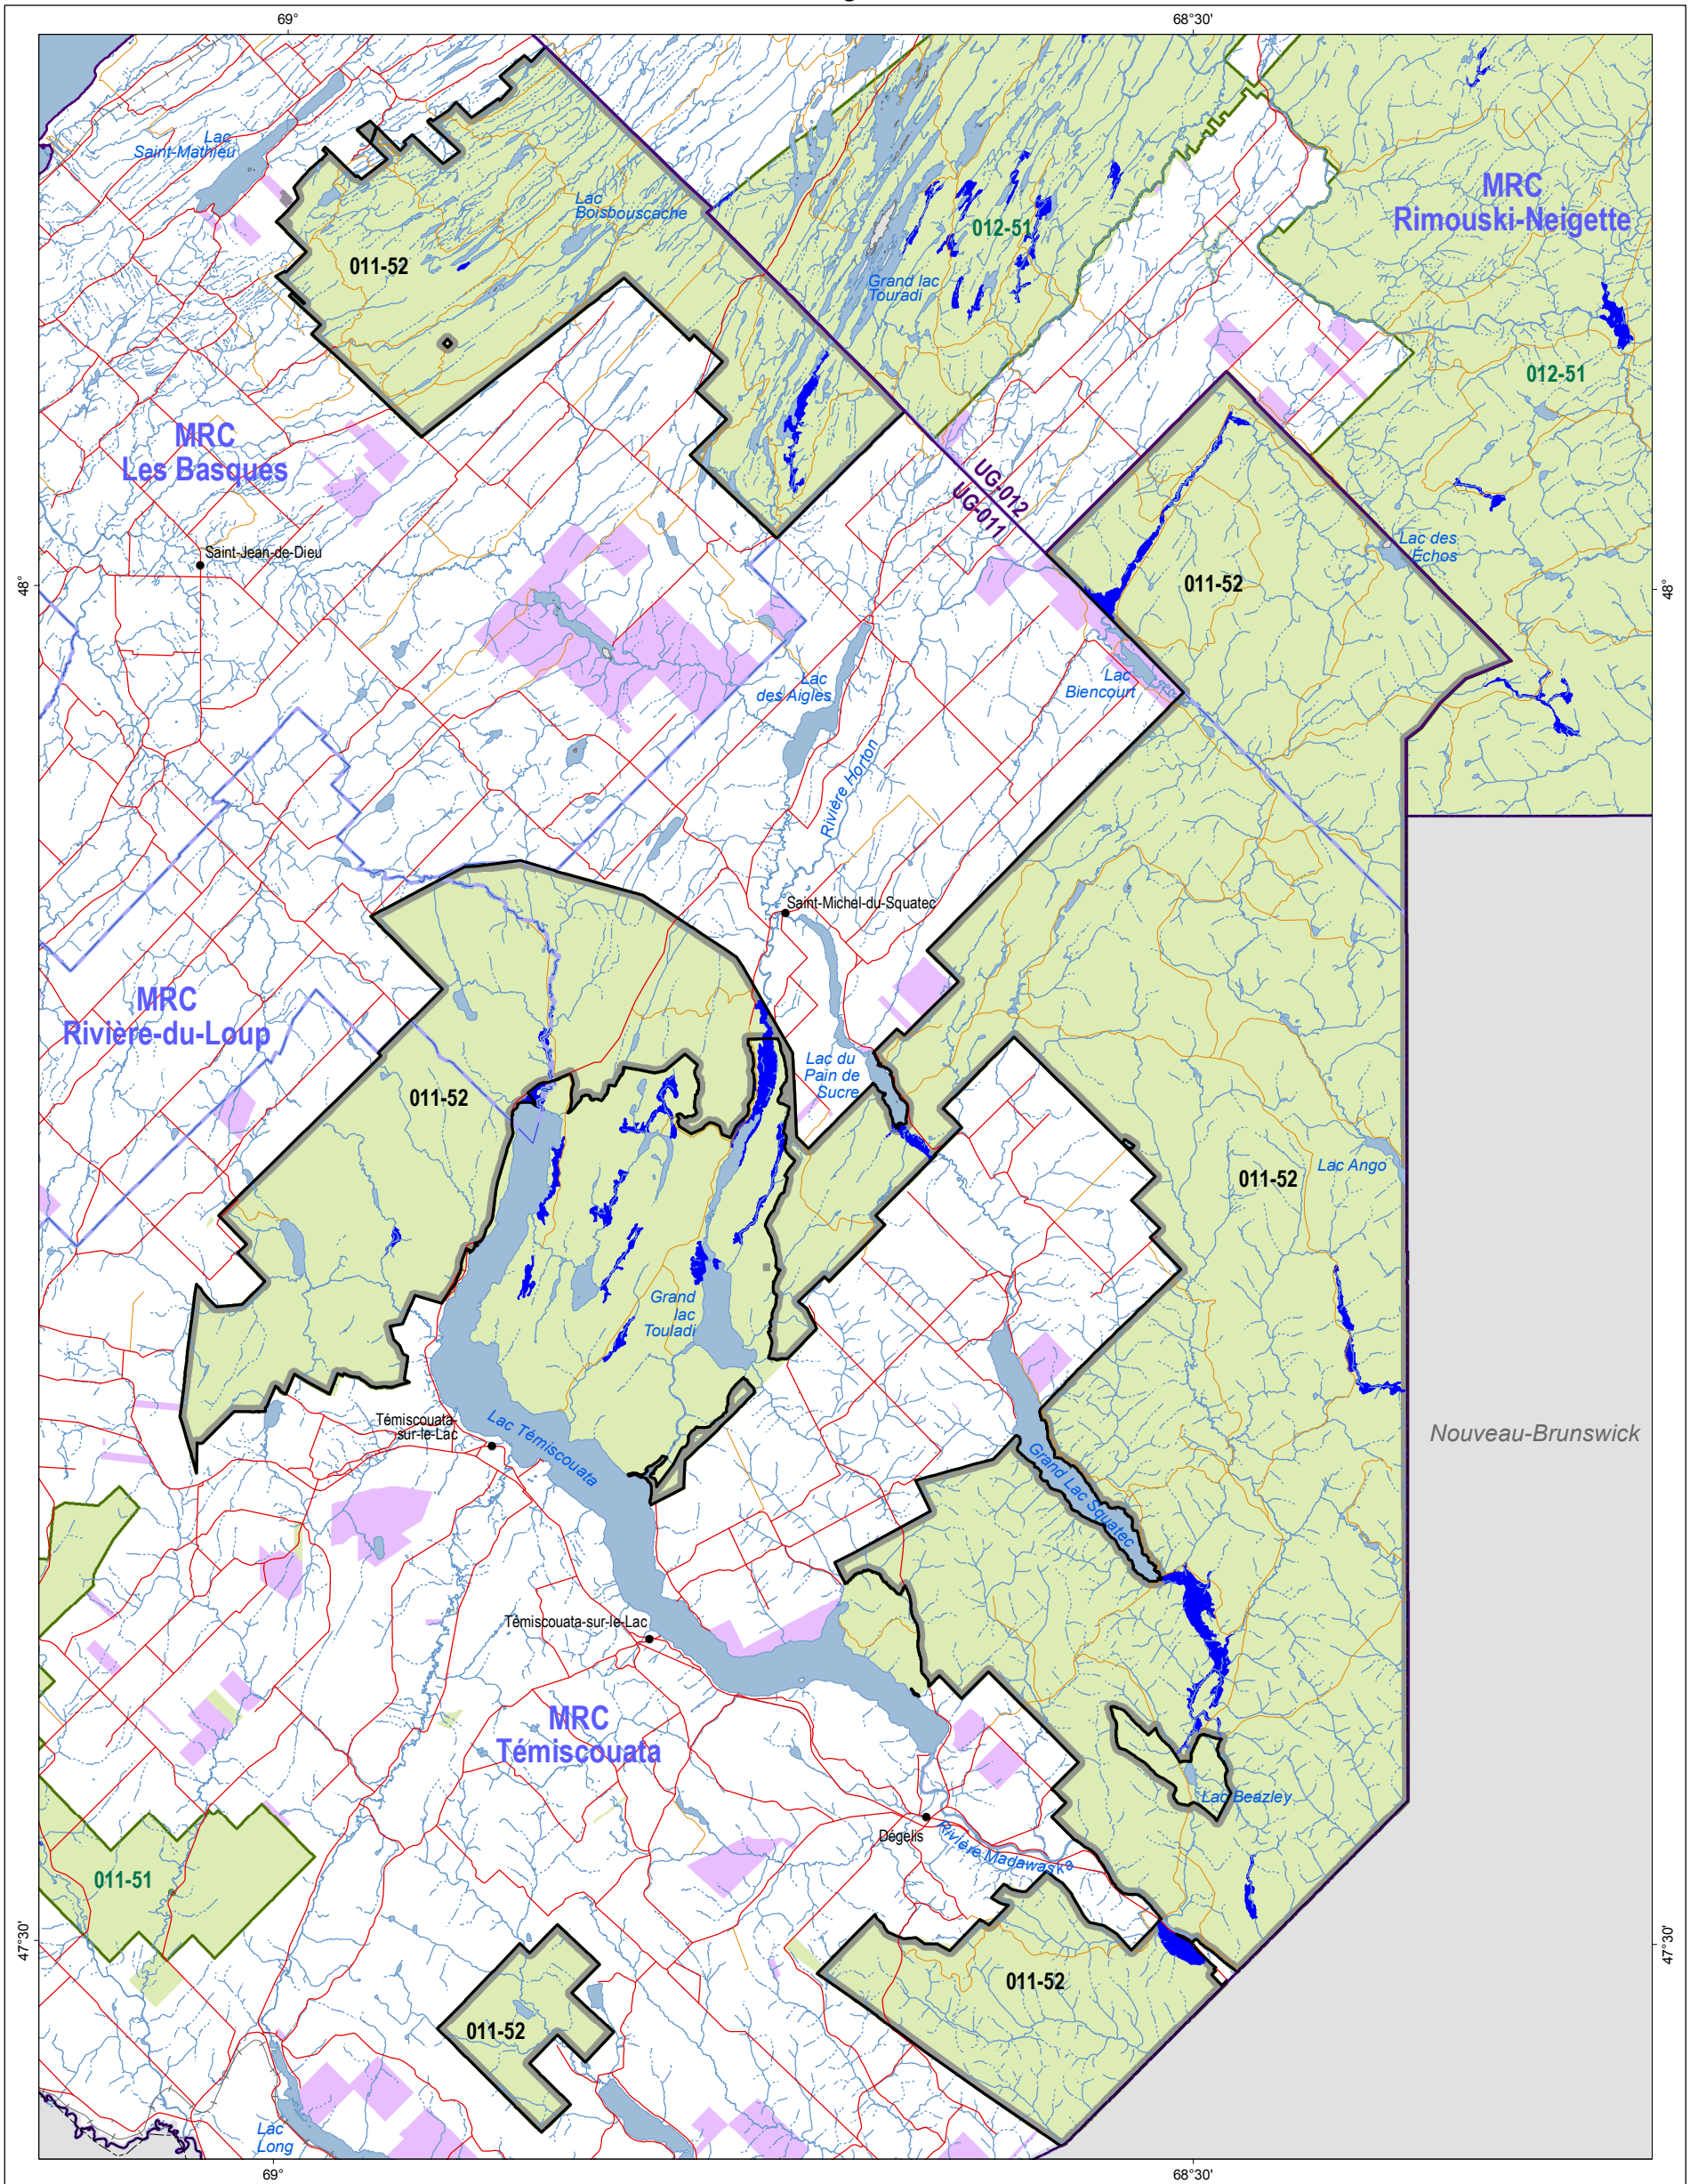 69°
68°30'
Lac
Saint-Mathieu
MRC
Rimouski-Neigette
Lac
Boisbouscache
012-51
011-52
Grand lac
Touradi
012-51
MRC
Les Basques
UG-012
UG-011
Lac des
Échos
Saint-Jean-de-Dieu
48°
011-52
48°
Lac
des Aigles
Lac
Biencourt
Rivière Horton
Saint-Michel-du-Squatec
MRC
Rivière-du-Loup
Lac du
Pain de
Sucre
011-52
Lac Ango
011-52
Grand
lac
Touladi
Témiscouata-
sur-le-Lac
Lac Témiscouata
Nouveau-Brunswick
Grand Lac Squatec
Témiscouata-sur-le-Lac
MRC
Témiscouata
Lac Beazley
Dégelis
Rivière Madawaska
011-51
47°30'
47°30'
011-52
011-52
Lac
Long
69°
68°30'